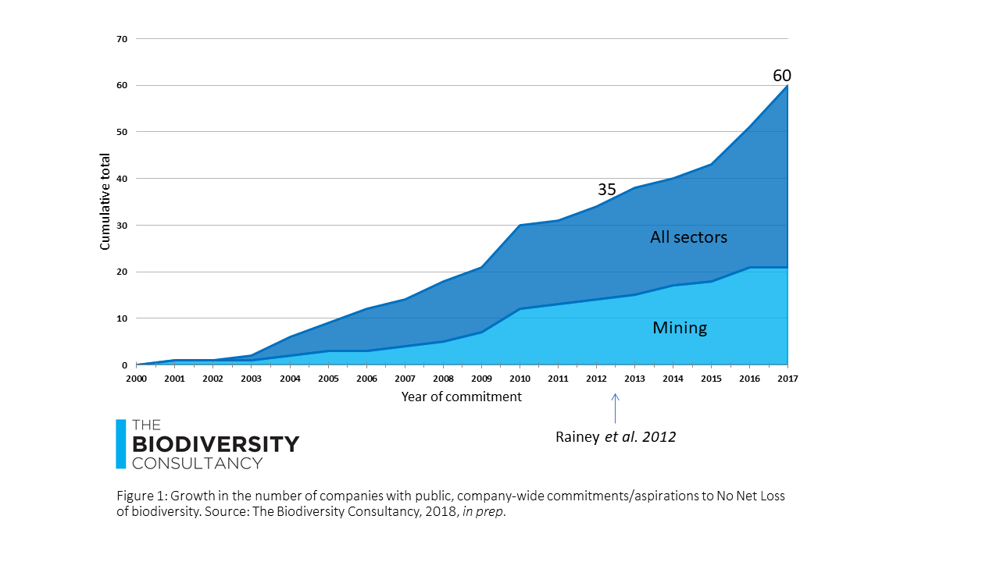 70
60
60
50
40
35
30
All sectors
20
Mining
10
0
Cumulative total
2000 2001 2002 2003 2004 2005 2006 2007 2008 2009 2010 2011 2012 2013 2014 2015 2016 2017
Year of commitment
Rainey et al. 2012
THE
BIODIVERSITY
CONSULTANCY
Figure 1: Growth in the number of companies with public, company-wide commitments/aspirations to No Net Loss
of biodiversity. Source: The Biodiversity Consultancy, 2018, in prep.